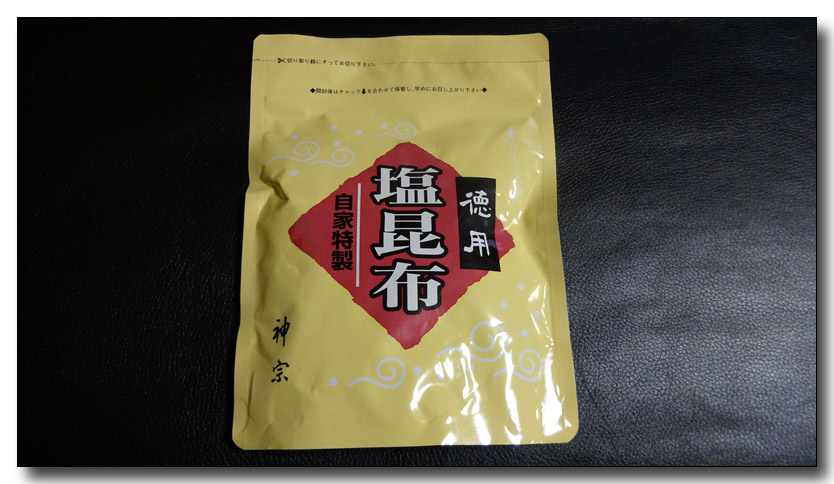 切り取り線にそってお切り下さい。
◆開封後はチャック⬇を合わせて保管し、早めにお召し上がり下さい◆
徳用
塩昆布
自家特製
神宗